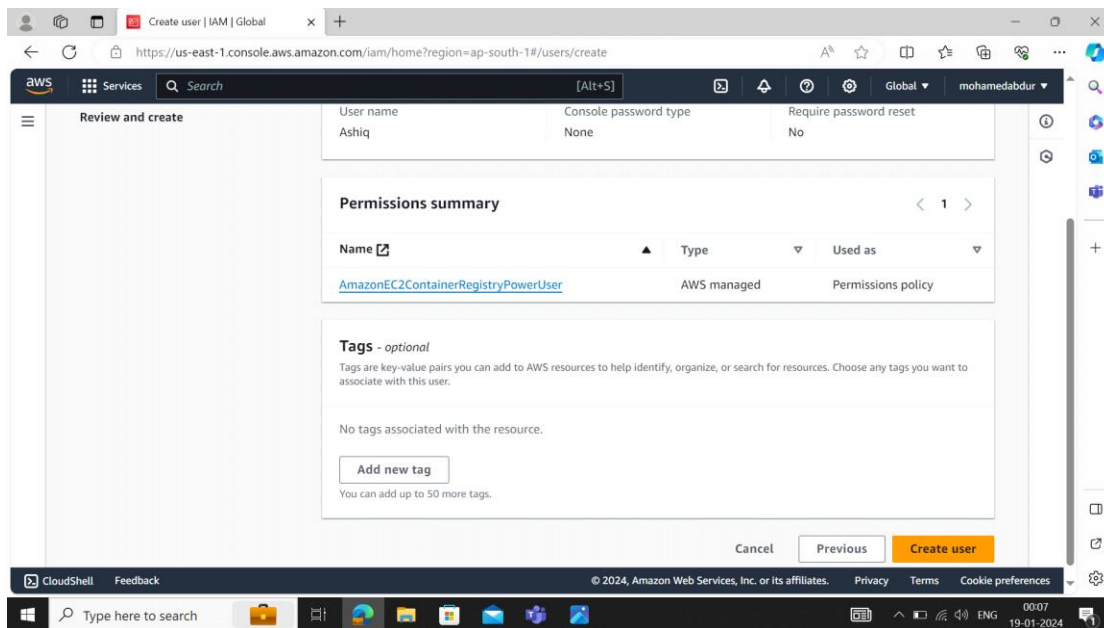 Create user | IAM | Global
https://us-east-1.console.aws.amazon.com/iam/home?region=ap-south-1#/users/create
aws Services Search [Alt+S] Global mohamedabdur
Review and create
User name Console password type Require password reset
Ashiq None No
Permissions summary 1
Name Type Used as
AmazonEC2ContainerRegistryPowerUser AWS managed Permissions policy
Tags - optional
Tags are key-value pairs you can add to AWS resources to help identify, organize, or search for resources. Choose any tags you want to
associate with this user.
No tags associated with the resource.
Add new tag
You can add up to 50 more tags.
Cancel Previous Create user
CloudShell Feedback © 2024, Amazon Web Services, Inc. or its affiliates. Privacy Terms Cookie preferences
Type here to search ENG 00:07
19-01-2024